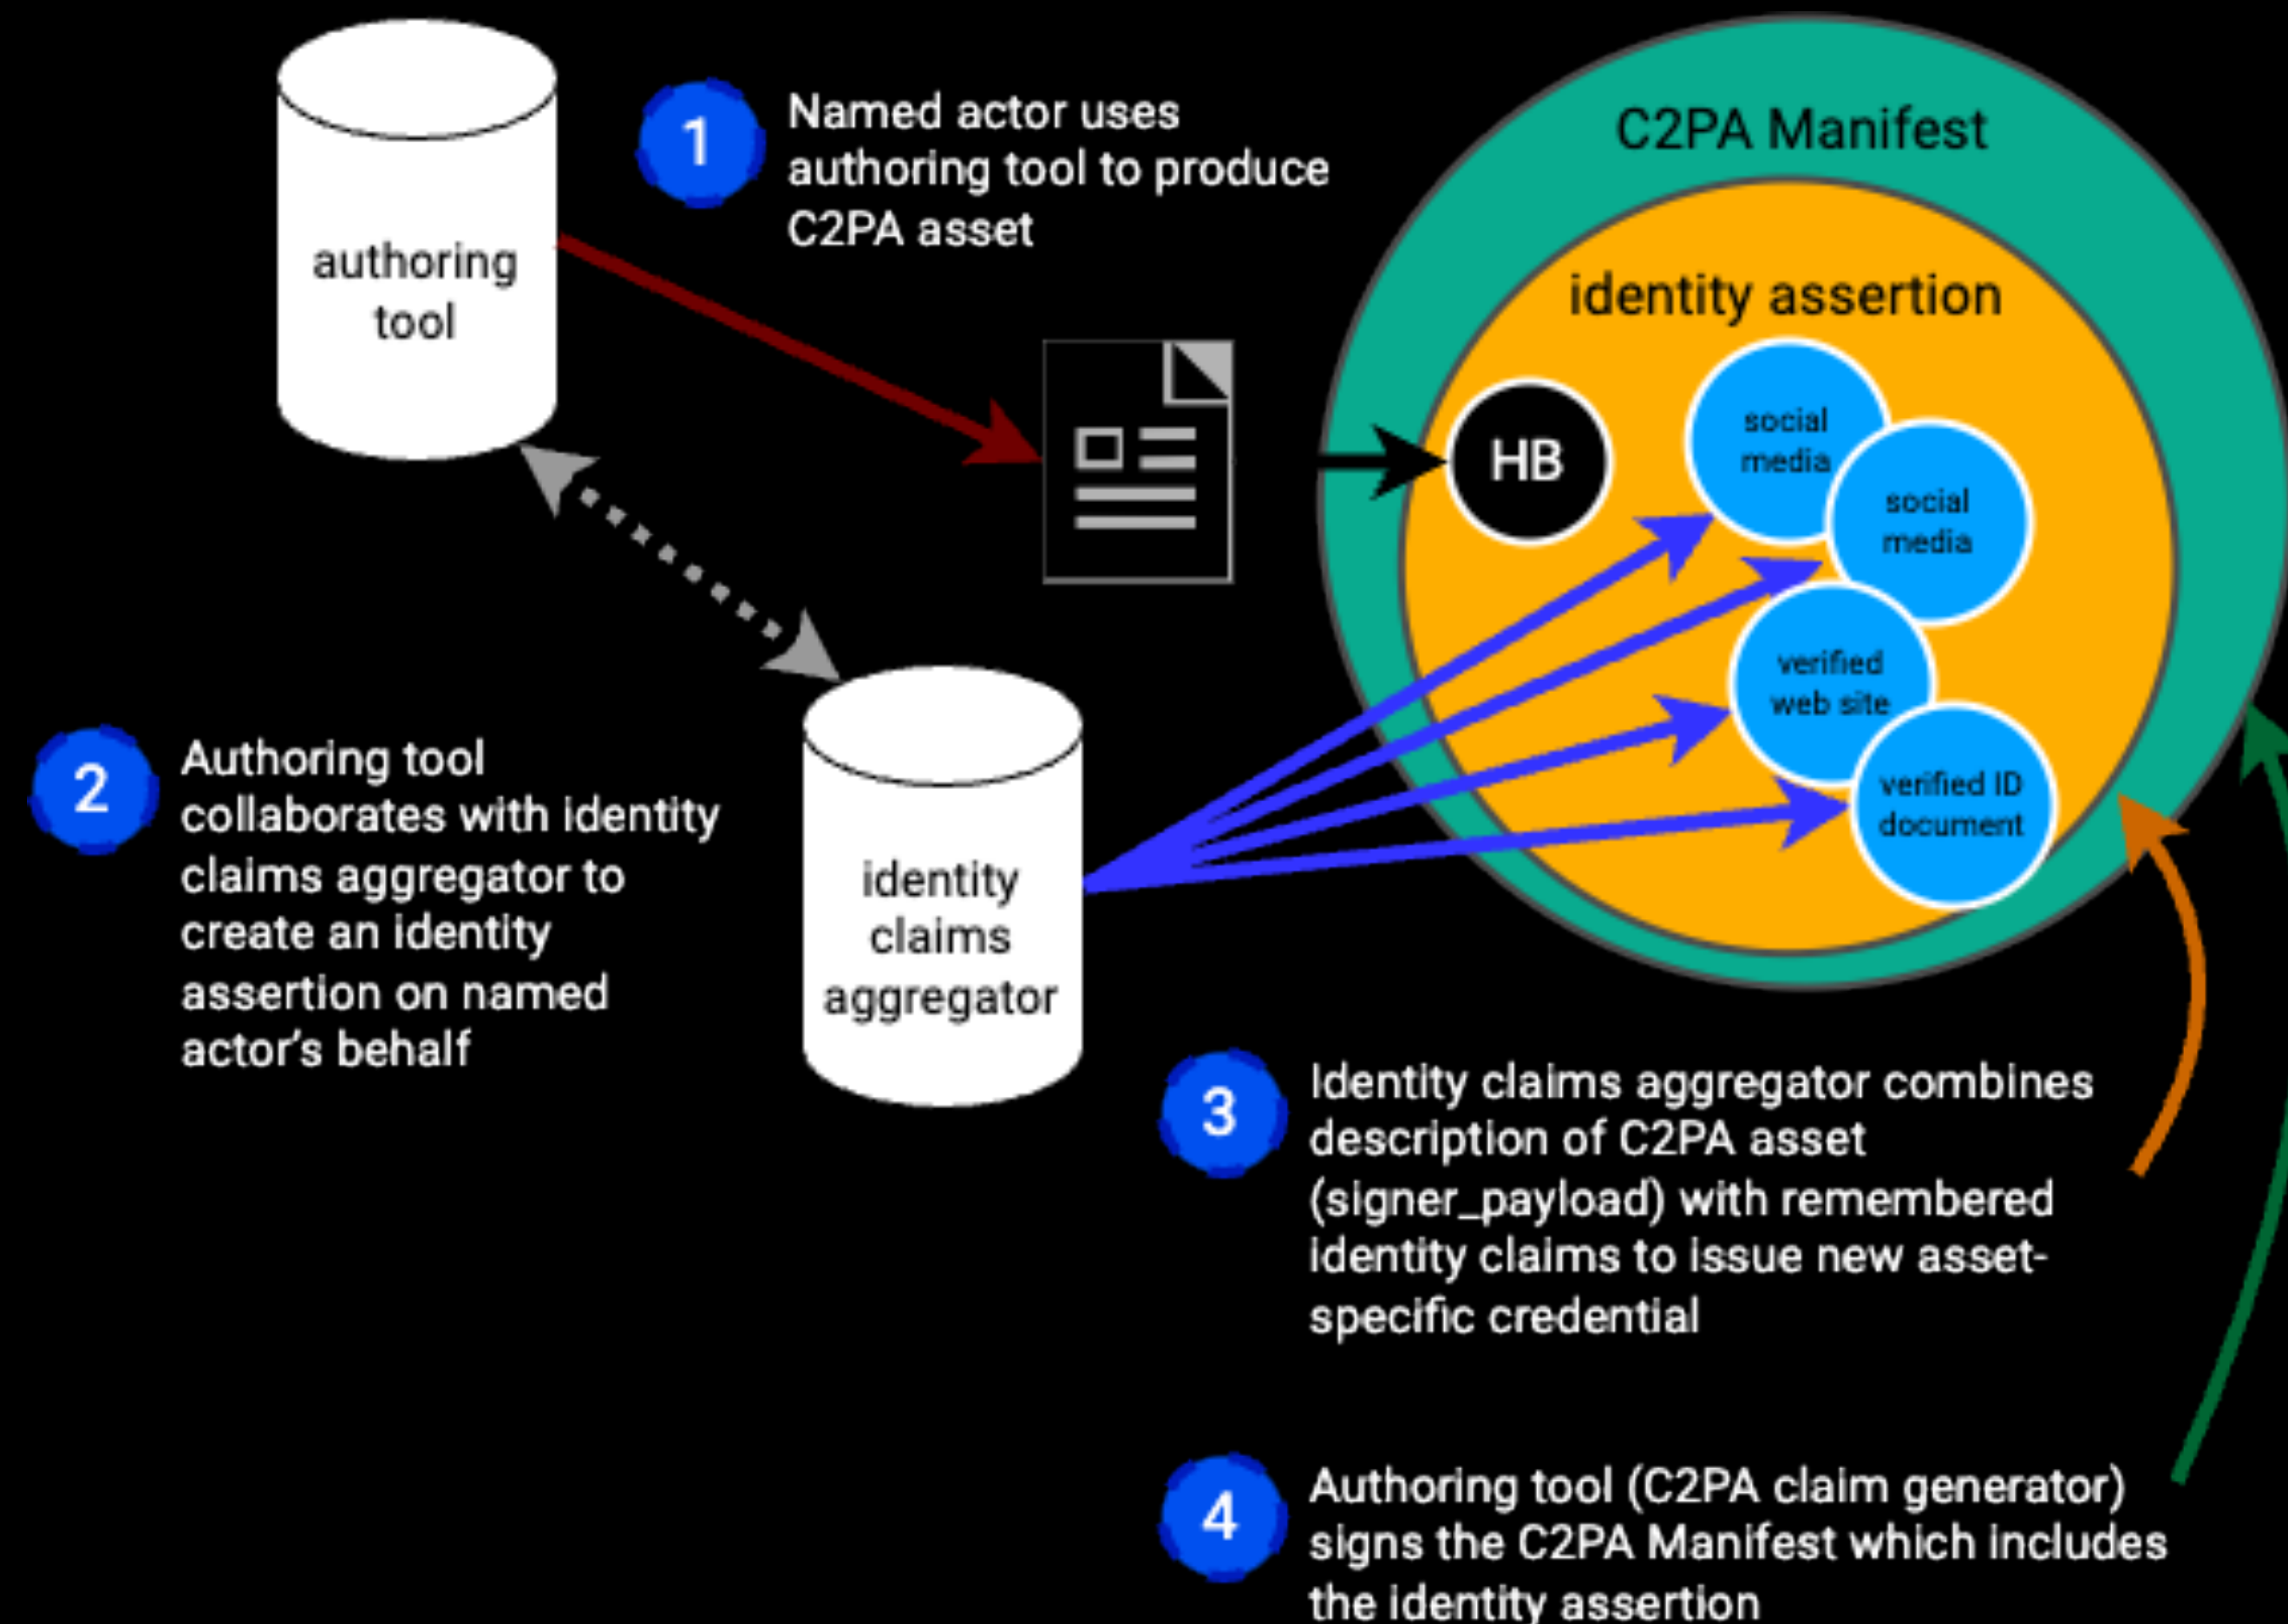 authoring
tool
1
Named actor uses
authoring tool to produce
C2PA asset
C2PA Manifest
identity assertion
HB
social
media
social
media
verified
web site
verified ID
document
2
Authoring tool
collaborates with identity
claims aggregator to
create an identity
assertion on named
actor’s behalf
identity
claims
aggregator
3
Identity claims aggregator combines
description of C2PA asset
(signer_payload) with remembered
identity claims to issue new asset-
specific credential
4
Authoring tool (C2PA claim generator)
signs the C2PA Manifest which includes
the identity assertion